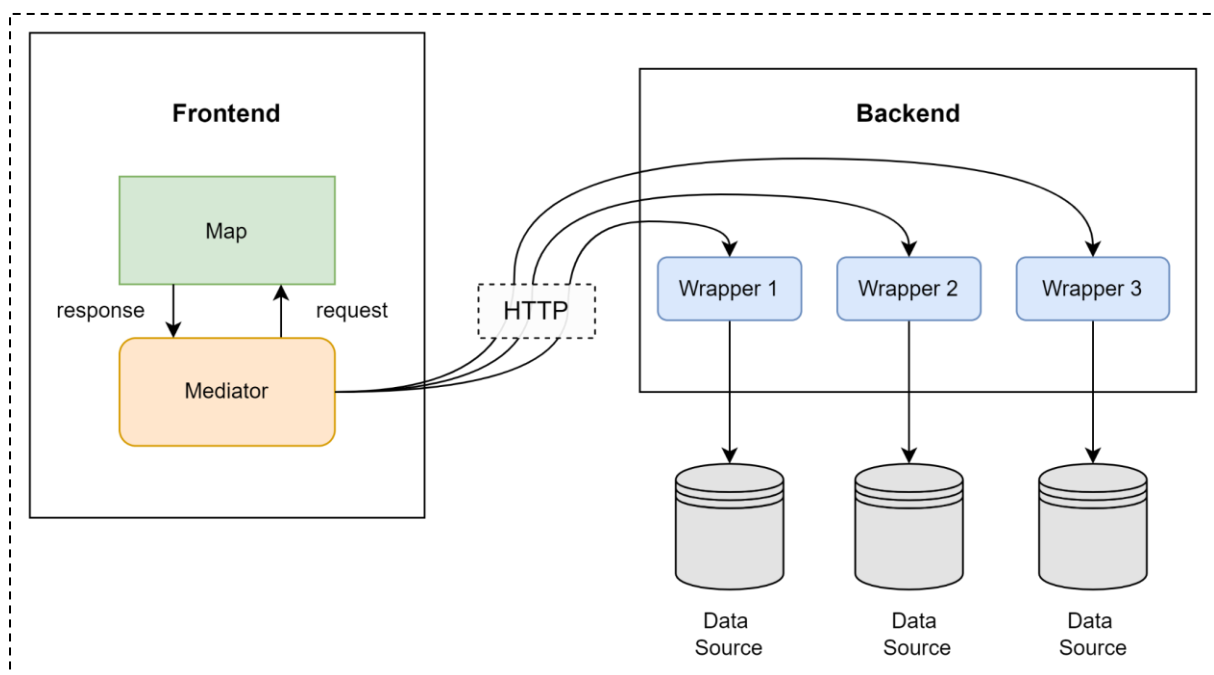 Frontend
Backend
Map
response
request
HTTP
Wrapper 1
Wrapper 2
Wrapper 3
Mediator
Data
Source
Data
Source
Data
Source